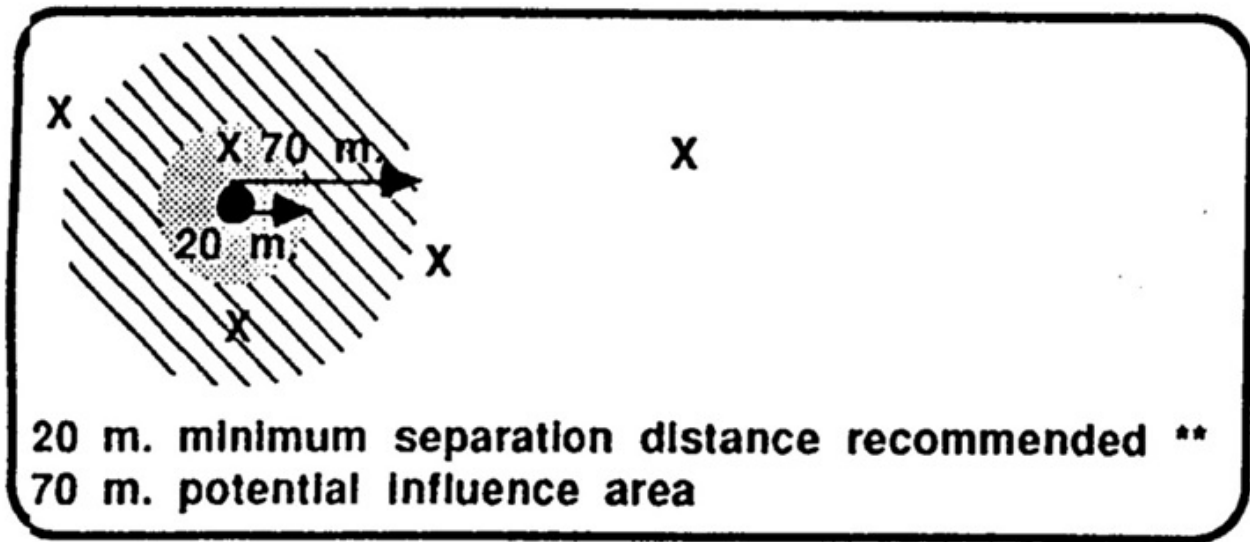 X
X 70 m.
X
20 m.
X
X
20 m. minimum separation distance recommended **
70 m. potential influence area